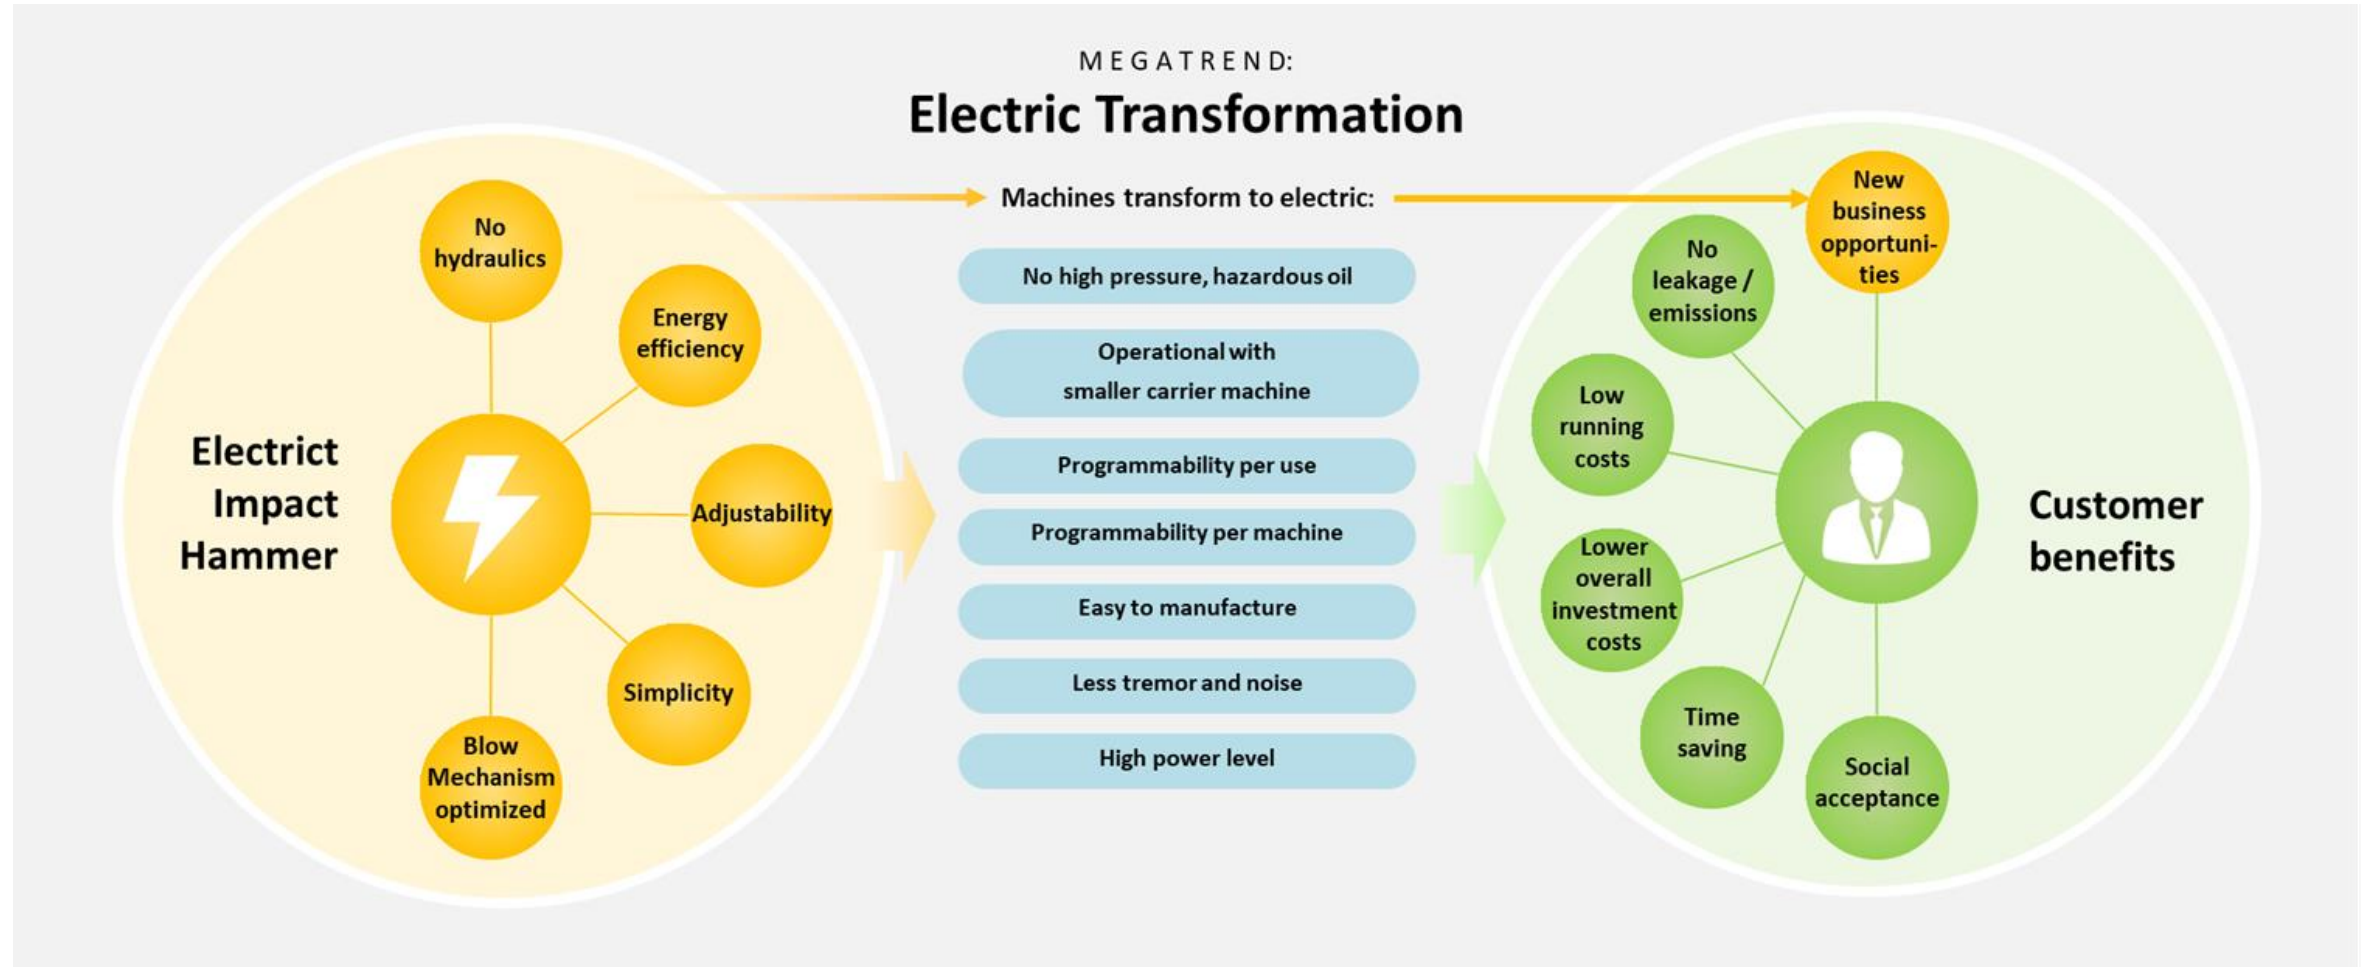 MEGATREND:
Electric Transformation
Machines transform to electric:
Electrict
Impact
Hammer
No
hydraulics
Energy
efficiency
Adjustability
Simplicity
Blow
Mechanism
optimized
No high pressure, hazardous oil
Operational with
smaller carrier machine
Programmability per use
Programmability per machine
Easy to manufacture
Less tremor and noise
High power level
New
business
opportuni-
ties
No
leakage /
emissions
Low
running
costs
Lower
overall
investment
costs
Time
saving
Social
acceptance
Customer
benefits